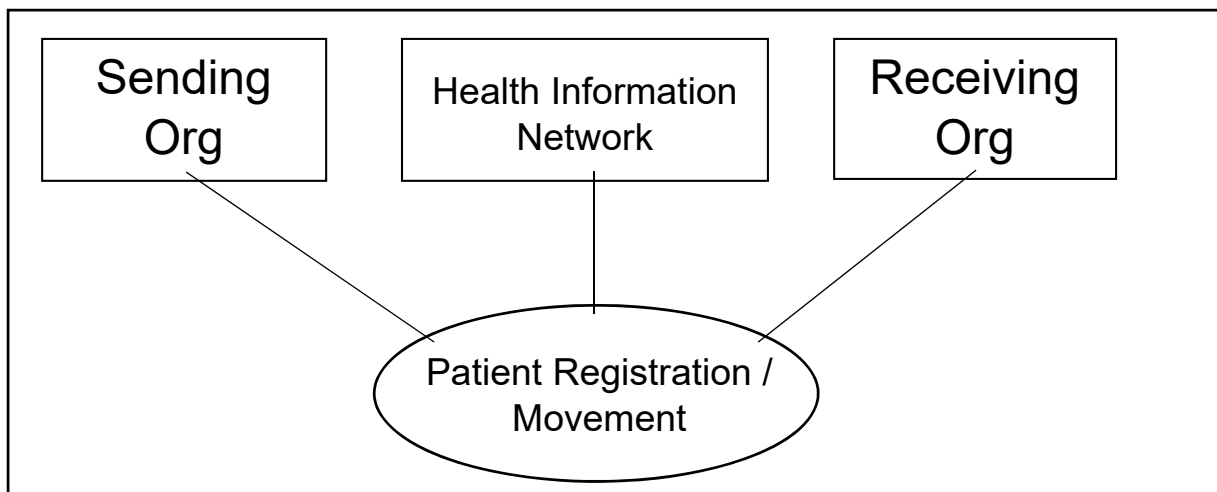 Sending
Org
Health Information
Network
Receiving
Org
Patient Registration /
Movement